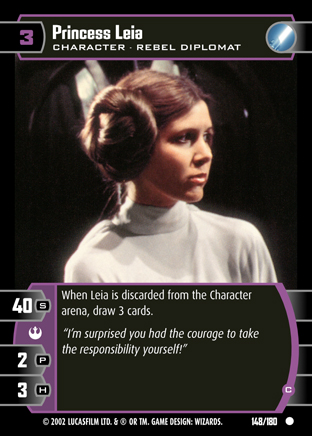 3
Princess Leia
CHARACTER - REBEL DIPLOMAT
When Leia is discarded from the Character
arena, draw 3 cards.
40 S
"I'm surprised you had the courage to take
the responsibility yourself!"
2 P
3 H
C
© 2002 LUCASFILM LTD. & ® OR TM. GAME DESIGN: WIZARDS.
148/180